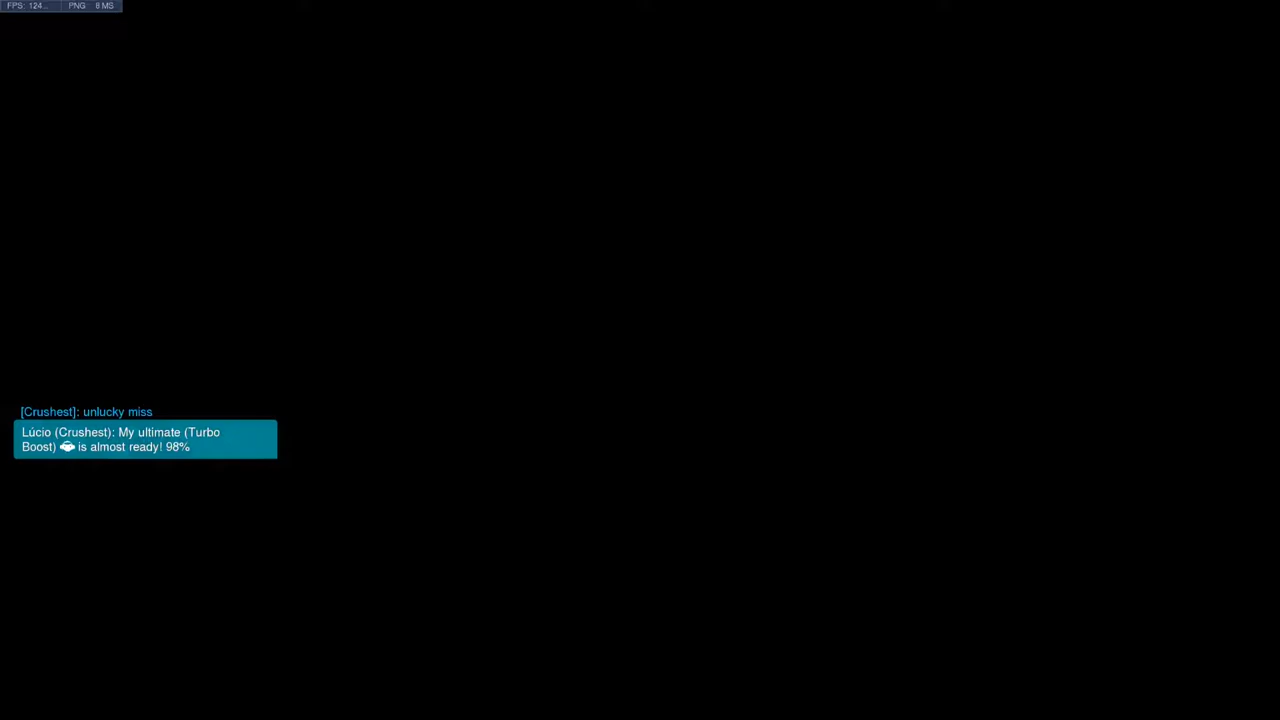 FPS: 124... PNG: 8 MS
[Crushest]: unlucky miss
Lúcio (Crushest): My ultimate (Turbo
Boost) is almost ready! 98%